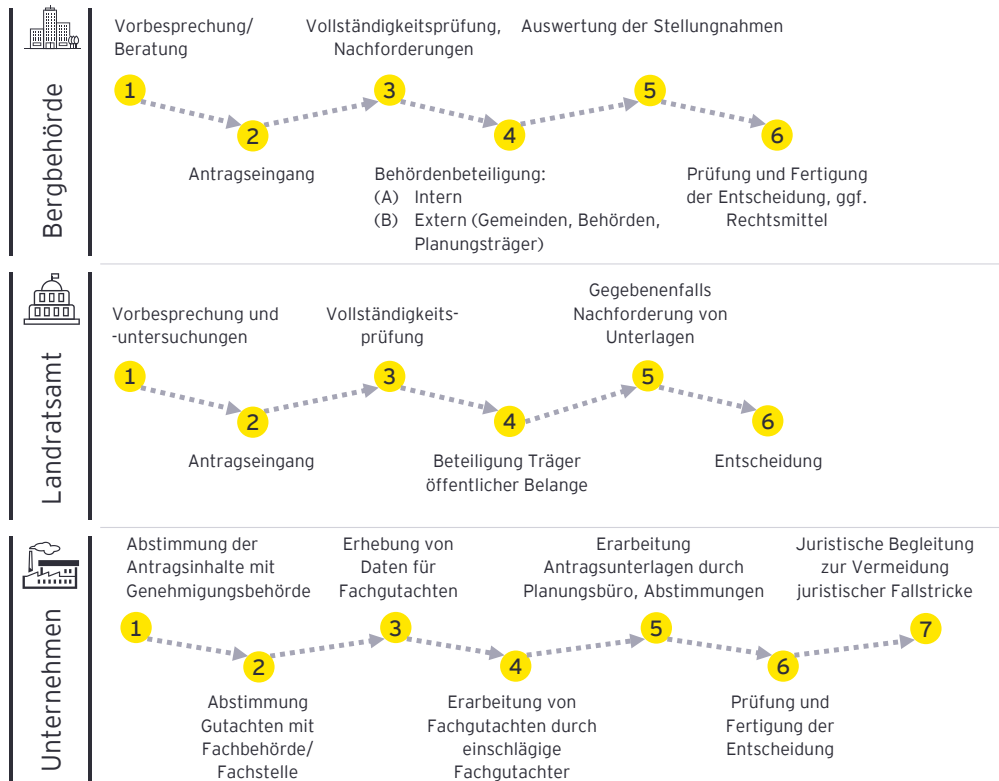 Bergbehörde
Vorbesprechung/
Beratung
1
2
Antragseingang
Vollständigkeitsprüfung,
Nachforderungen
3
4
Behördenbeteiligung:
(A) Intern
(B) Extern (Gemeinden, Behörden,
Planungsträger)
Auswertung der Stellungnahmen
5
6
Prüfung und Fertigung
der Entscheidung, ggf.
Rechtsmittel
Landratsamt
Vorbesprechung und
-untersuchungen
1
2
Antragseingang
Vollständigkeits-
prüfung
3
4
Beteiligung Träger
öffentlicher Belange
Gegebenenfalls
Nachforderung von
Unterlagen
5
6
Entscheidung
Unternehmen
Abstimmung der
Antragsinhalte mit
Genehmigungsbehörde
1
2
Abstimmung
Gutachten mit
Fachbehörde/
Fachstelle
Erhebung von
Daten für
Fachgutachten
3
4
Erarbeitung von
Fachgutachten durch
einschlägige
Fachgutachter
Erarbeitung
Antragsunterlagen durch
Planungsbüro, Abstimmungen
5
6
Prüfung und
Fertigung der
Entscheidung
Juristische Begleitung
zur Vermeidung
juristischer Fallstricke
7